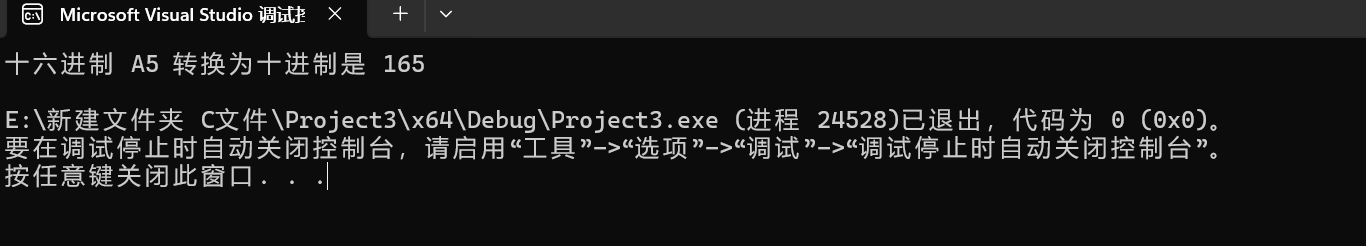 Microsoft Visual Studio 调试
十六进制 A5 转换为十进制是 165
E:\新建文件夹 C文件\Project3\x64\Debug\Project3.exe (进程 24528)已退出，代码为 0 (0x0)。
要在调试停止时自动关闭控制台，请启用“工具”->“选项”->“调试”->“调试停止时自动关闭控制台”。
按任意键关闭此窗口. . .